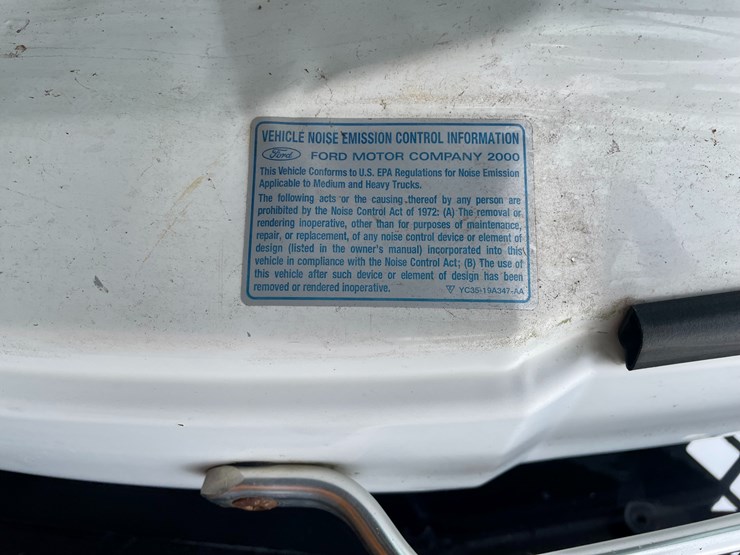 VEHICLE NOISE EMISSION CONTROL INFORMATION
Ford FORD MOTOR COMPANY 2000
This Vehicle Conforms to U.S. EPA Regulations for Noise Emission
Applicable to Medium and Heavy Trucks.
The following acts or the causing thereof by any person are
prohibited by the Noise Control Act of 1972: (A) The removal or
rendering inoperative, other than for purposes of maintenance,
repair, or replacement, of any noise control device or element of
design (listed in the owner's manual) incorporated into this
vehicle in compliance with the Noise Control Act; (B) The use of
this vehicle after such device or element of design has been
removed or rendered inoperative. YC35-19A347-AA